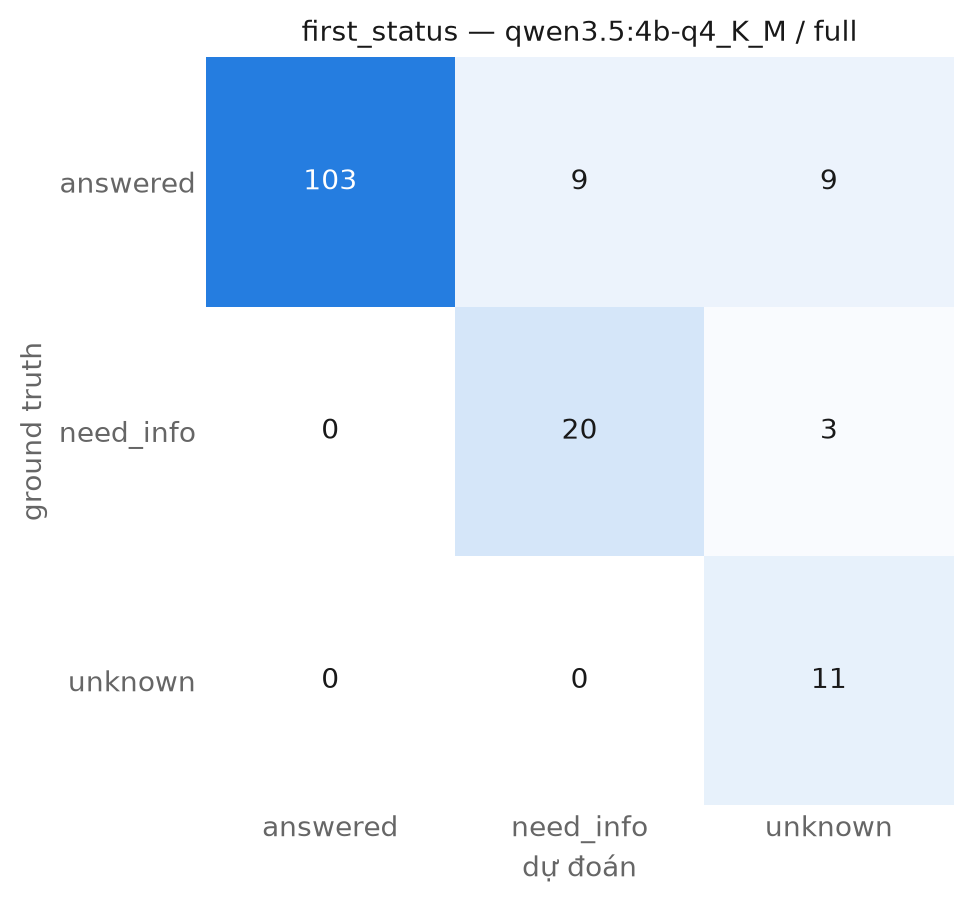 first_status — qwen3.5:4b-q4_K_M / full
ground truth
answered
103 9 9
need_info
0 20 3
unknown
0 0 11
answered need_info unknown
dự đoán